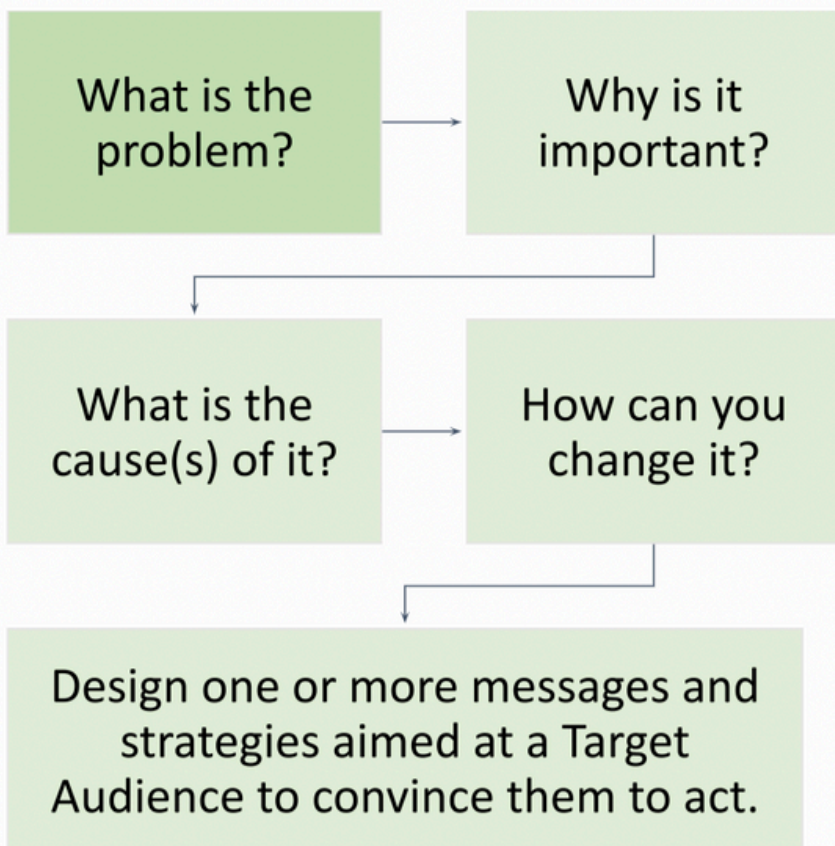 What is the
problem?
Why is it
important?
What is the
cause(s) of it?
How can you
change it?
Design one or more messages and
strategies aimed at a Target
Audience to convince them to act.